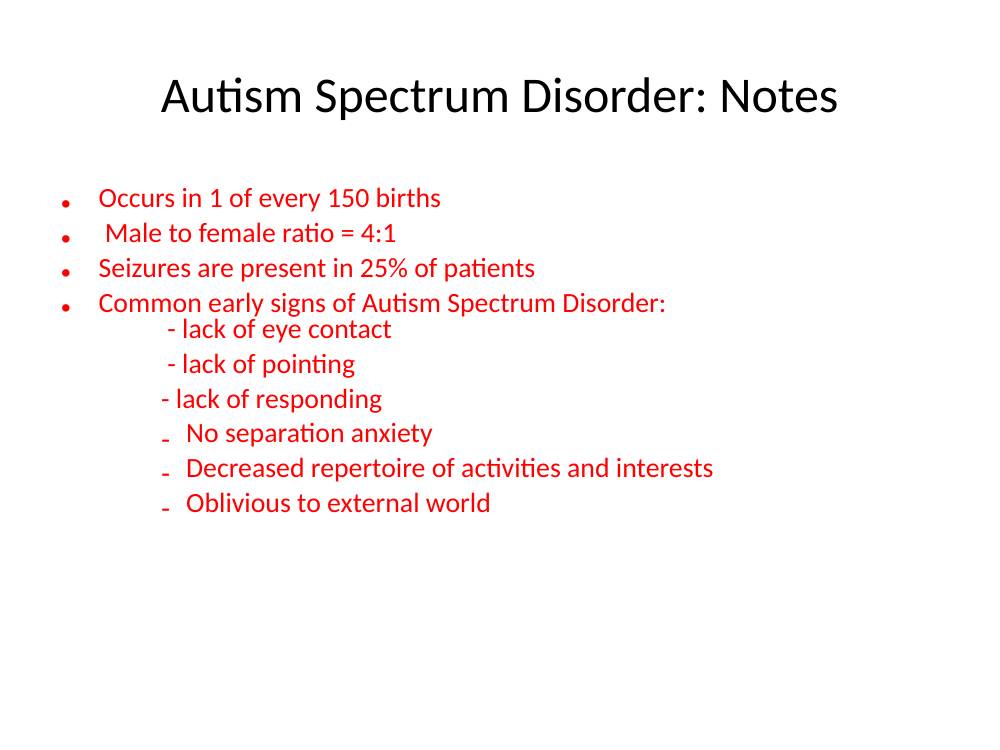 Autism Spectrum Disorder: Notes
• Occurs in 1 of every 150 births
• Male to female ratio = 4:1
• Seizures are present in 25% of patients
• Common early signs of Autism Spectrum Disorder:
- lack of eye contact
- lack of pointing
- lack of responding
- No separation anxiety
- Decreased repertoire of activities and interests
- Oblivious to external world